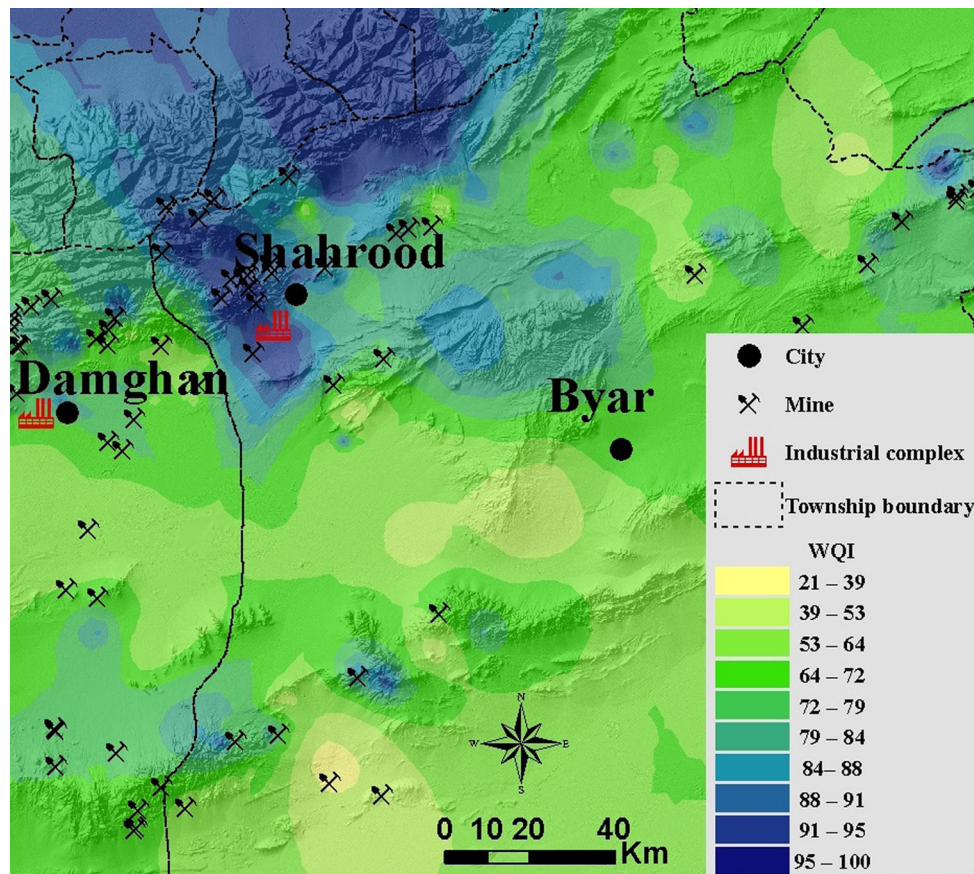 Shahrood
Damghan
Byar
City
Mine
Industrial complex
Township boundary
WQI
21 – 39
39 – 53
53 – 64
64 – 72
72 – 79
79 – 84
84 – 88
88 – 91
91 – 95
95 – 100
N
W E
S
0 10 20 40
Km